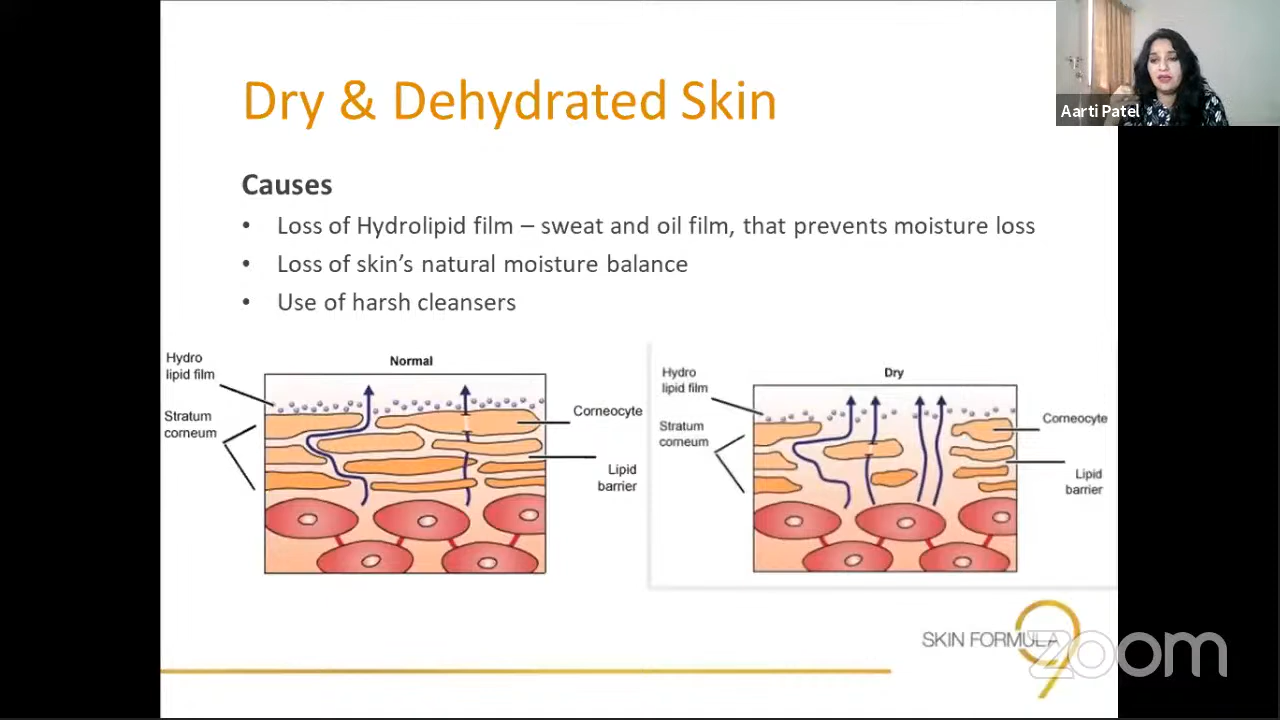 Dry & Dehydrated Skin
Aarti Patel
Causes
• Loss of Hydrolipid film – sweat and oil film, that prevents moisture loss
• Loss of skin’s natural moisture balance
• Use of harsh cleansers
Normal
Hydro
lipid film
Stratum
corneum
Corneocyte
Lipid
barrier
Dry
Hydro
lipid film
Stratum
corneum
Corneocyte
Lipid
barrier
SKIN FORMULA
9
zoom